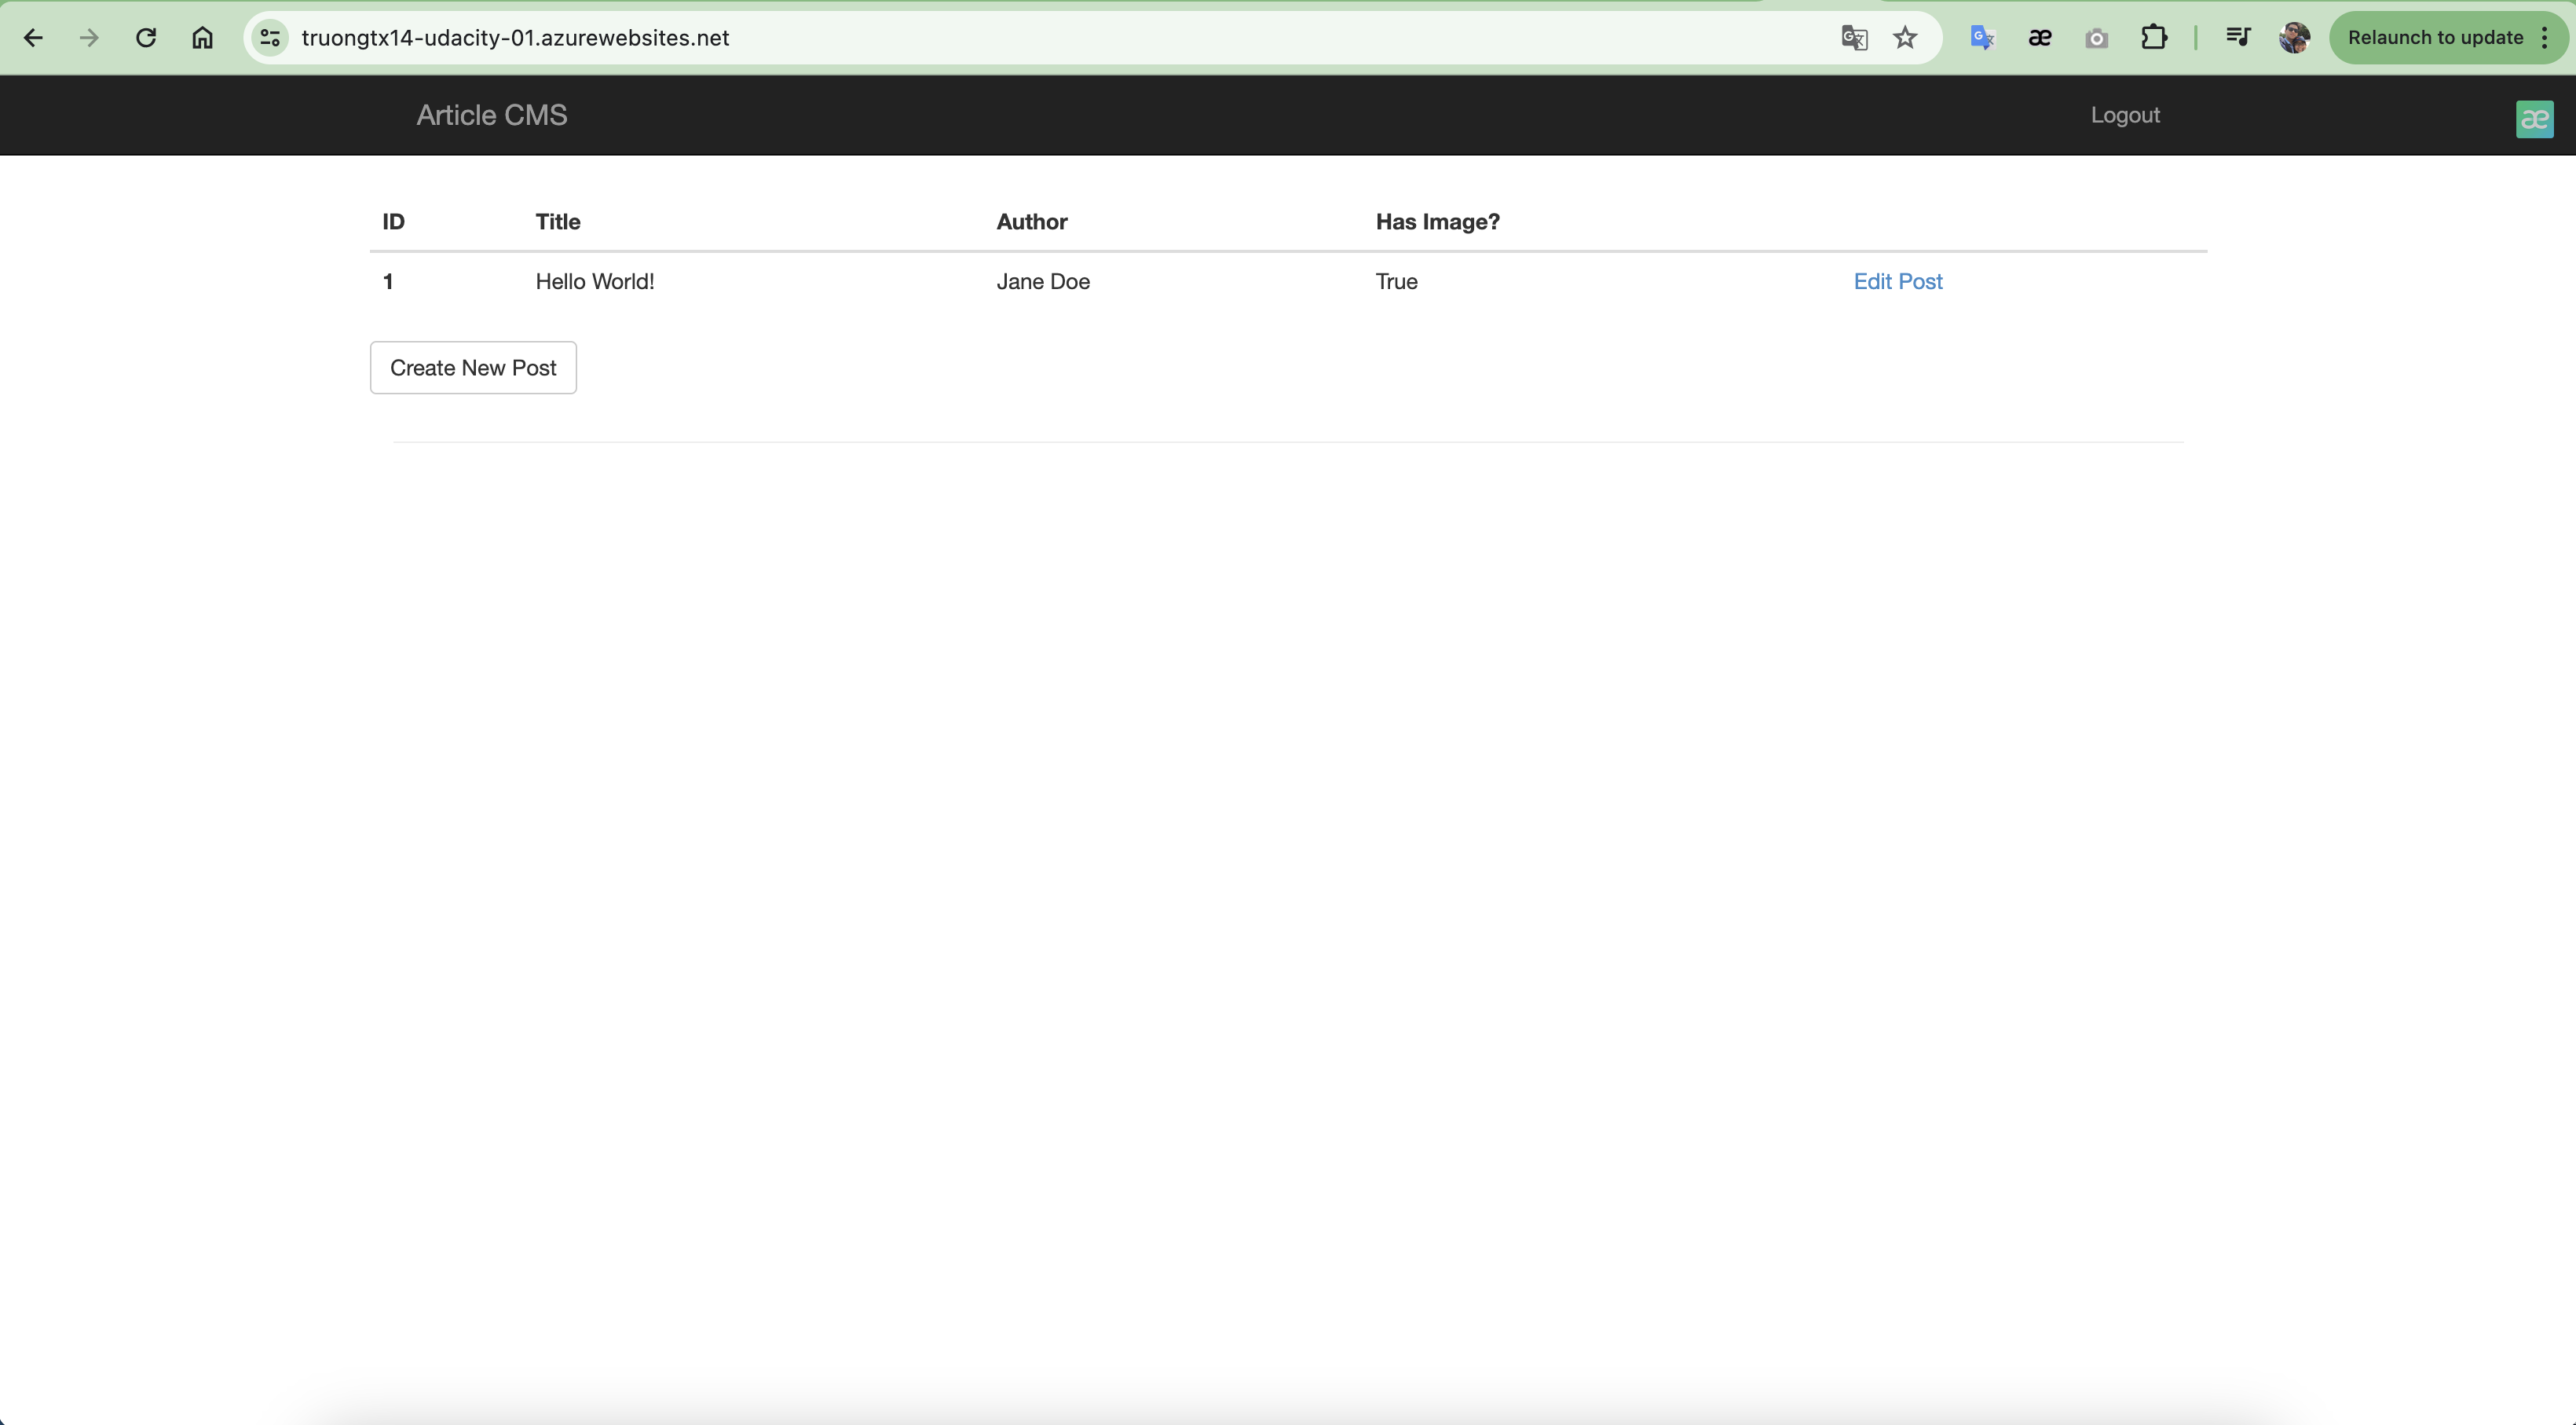 truongtx14-udacity-01.azurewebsites.net
æ
Relaunch to update
Article CMS
Logout
æ
ID Title Author Has Image?
1 Hello World! Jane Doe True Edit Post
Create New Post